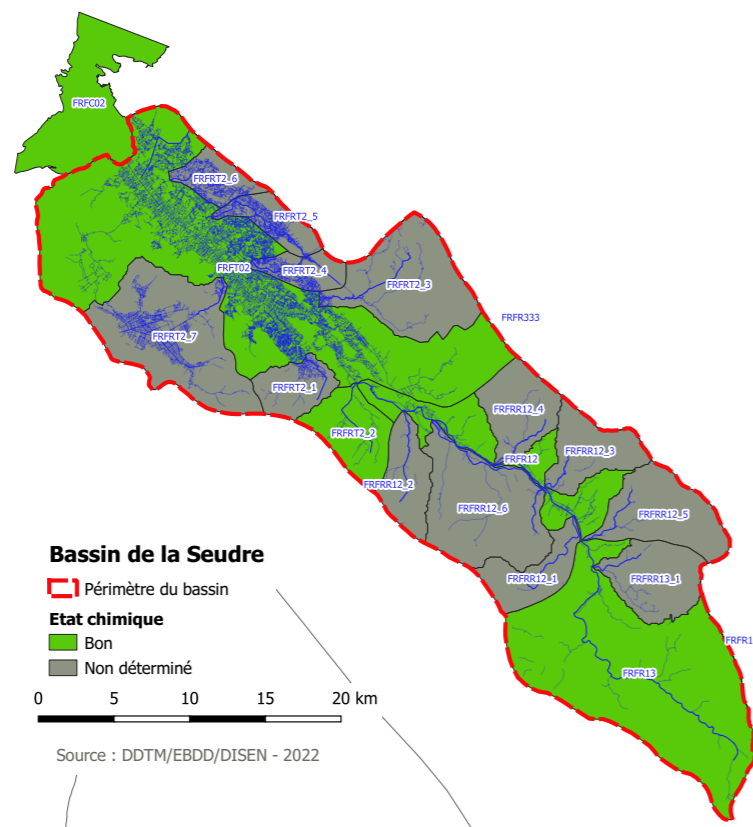 FRFC02
FRFRT2_6
FRFRT2_5
FRFT02
FRFRT2_4
FRFRT2_3
FRFR333
FRFRT2_7
FRFRT2_1
FRFRR12_4
FRFRT2_2
FRFR12
FRFRR12_3
FRFRR12_2
FRFRR12_6
FRFRR12_5
FRFRR12_1
FRFRR13_1
FRFR1
FRFR13
Bassin de la Seudre
Périmètre du bassin
Etat chimique
Bon
Non déterminé
0 5 10 15 20 km
Source : DDTM/EBDD/DISEN - 2022